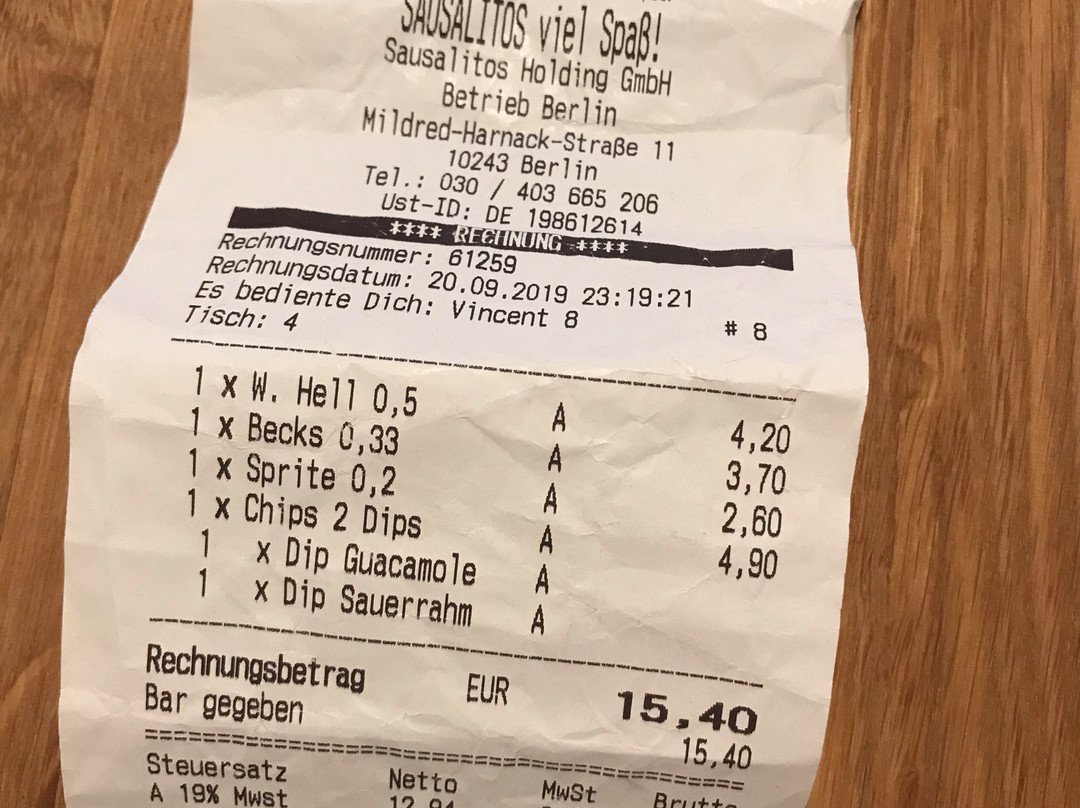 SAUSALITOS viel Spaß!
Sausalitos Holding GmbH
Betrieb Berlin
Mildred-Harnack-Straße 11
10243 Berlin
Tel.: 030 / 403 665 206
Ust-ID: DE 198612614
**** RECHNUNG ****
Rechnungsnummer: 61259
Rechnungsdatum: 20.09.2019 23:19:21
Es bediente Dich: Vincent 8 # 8
Tisch: 4
1 x W. Hell 0,5 A 4,20
1 x Becks 0,33 A 3,70
1 x Sprite 0,2 A 2,60
1 x Chips 2 Dips A 4,90
1 x Dip Guacamole A
1 x Dip Sauerrahm A
Rechnungsbetrag EUR 15,40
Bar gegeben 15,40
Steuersatz Netto MwSt Brutto
A 19% Mwst 12,94